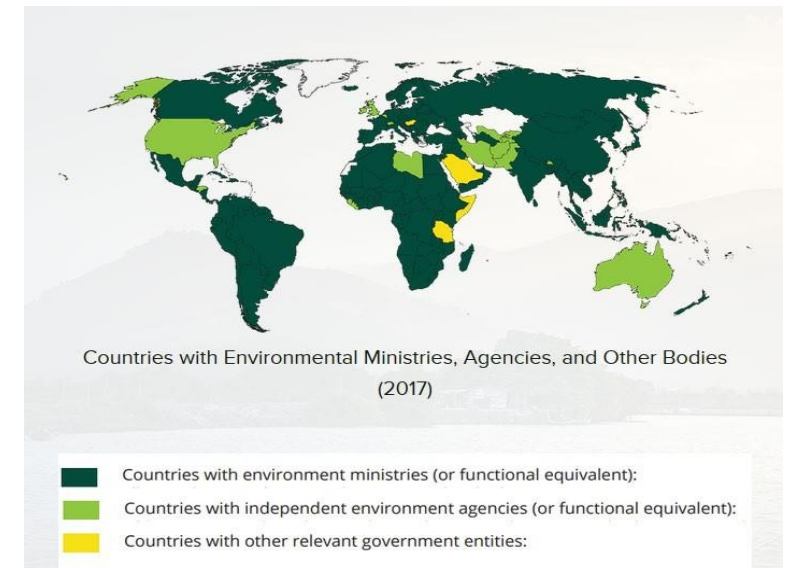 Countries with Environmental Ministries, Agencies, and Other Bodies
(2017)
Countries with environment ministries (or functional equivalent):
Countries with independent environment agencies (or functional equivalent):
Countries with other relevant government entities: